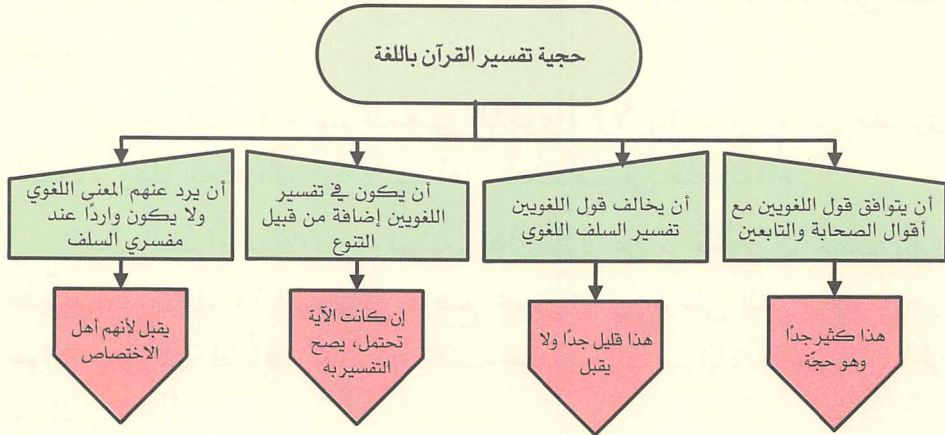 حجية تفسير القرآن باللغة
أن يتوافق قول اللغويين مع
أقوال الصحابة والتابعين
هذا كثير جدًا
وهو حجّة
أن يخالف قول اللغويين
تفسير السلف اللغوي
هذا قليل جدًا ولا
يقبل
أن يكون في تفسير
اللغويين إضافة من قبيل
التنوع
إن كانت الآية
تحتمل، يصح
التفسير به
أن يرد عنهم المعنى اللغوي
ولا يكون واردًا عند
مفسري السلف
يقبل لأنهم أهل
الاختصاص